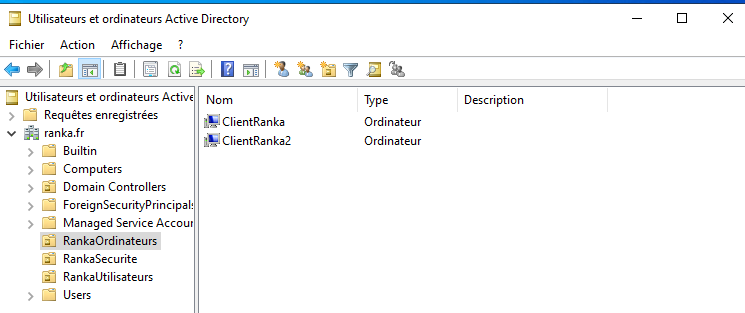 Utilisateurs et ordinateurs Active Directory
Fichier Action Affichage ?
Utilisateurs et ordinateurs Active
Requêtes enregistrées
ranka.fr
Builtin
Computers
Domain Controllers
ForeignSecurityPrincipals
Managed Service Accour
RankaOrdinateurs
RankaSecurite
RankaUtilisateurs
Users
Nom Type Description
ClientRanka Ordinateur
ClientRanka2 Ordinateur